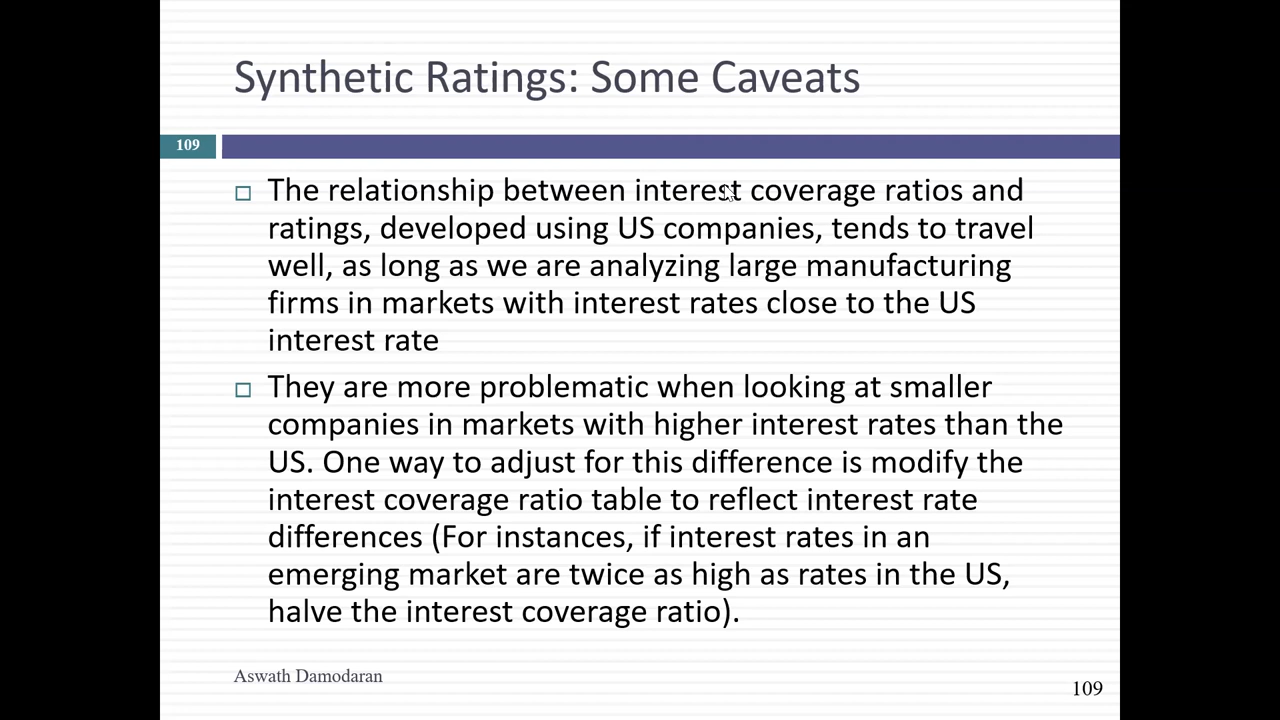 Synthetic Ratings: Some Caveats
109
The relationship between interest coverage ratios and
ratings, developed using US companies, tends to travel
well, as long as we are analyzing large manufacturing
firms in markets with interest rates close to the US
interest rate
They are more problematic when looking at smaller
companies in markets with higher interest rates than the
US. One way to adjust for this difference is modify the
interest coverage ratio table to reflect interest rate
differences (For instances, if interest rates in an
emerging market are twice as high as rates in the US,
halve the interest coverage ratio).
Aswath Damodaran
109